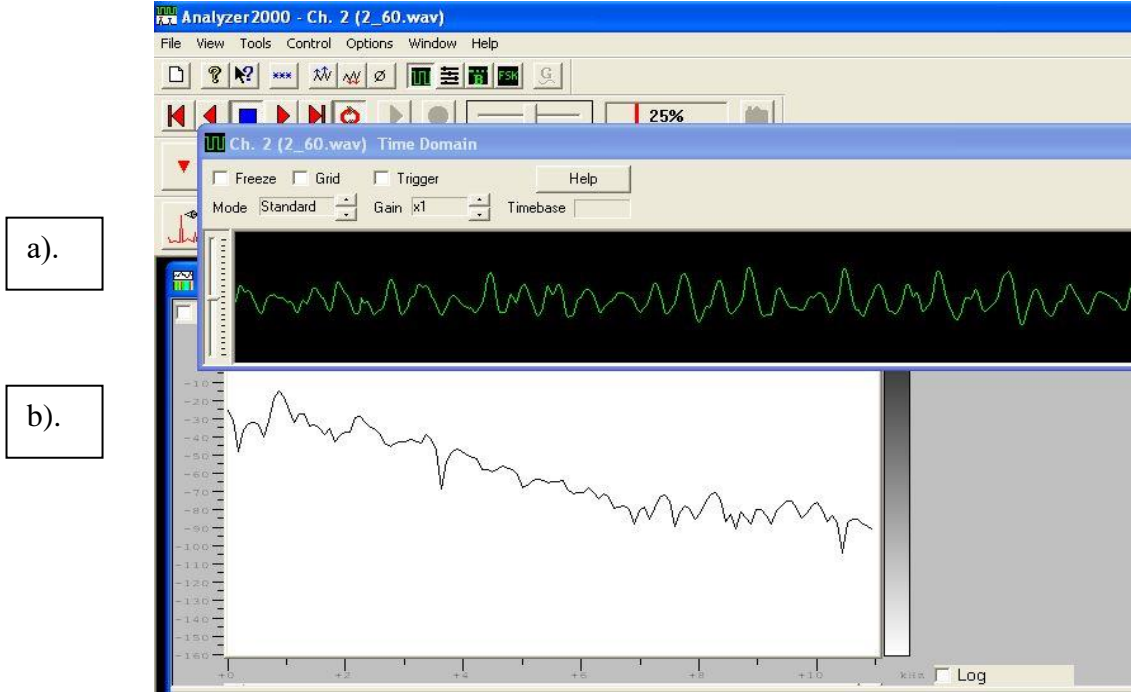 Analyzer2000 - Ch. 2 (2_60.wav)
File View Tools Control Options Window Help
*** Ø B FSK G
25%
Ch. 2 (2_60.wav) Time Domain
Freeze Grid Trigger Help
Mode Standard Gain x1 Timebase
a).
b).
-10
-20
-30
-40
-50
-60
-70
-80
-90
-100
-110
-120
-130
-140
-150
-160
+0 +2 +4 +6 +8 +10 kHz Log